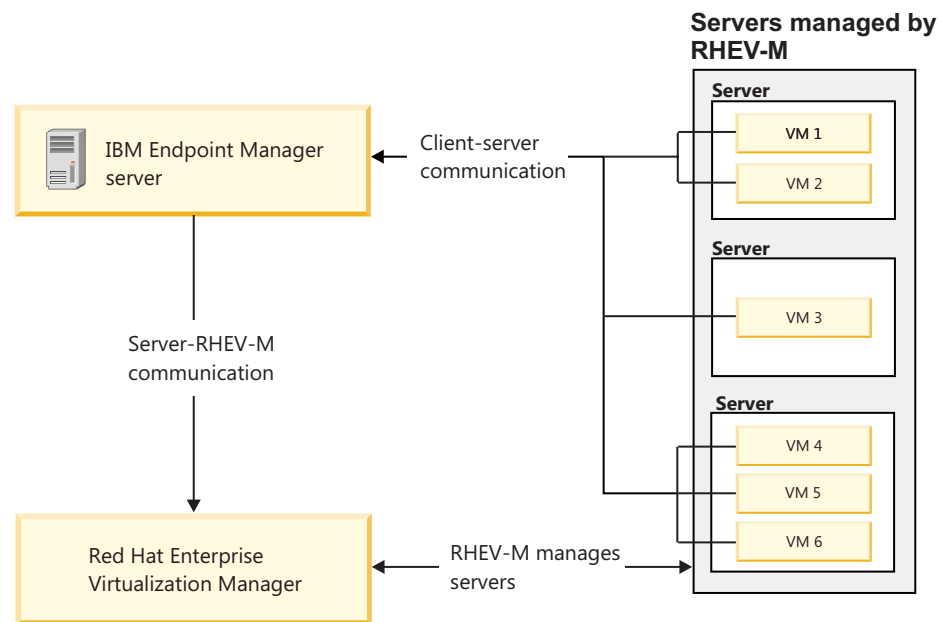 Servers managed by
RHEV-M
Server
VM 1
VM 2
IBM Endpoint Manager
server
Client-server
communication
Server
VM 3
Server-RHEV-M
communication
Server
VM 4
VM 5
VM 6
Red Hat Enterprise
Virtualization Manager
RHEV-M manages
servers